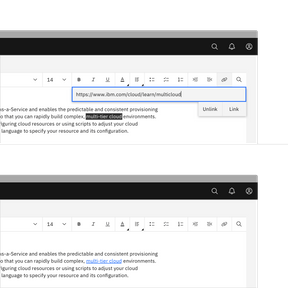 14 B I U A A
https://www.ibm.com/cloud/learn/multicloud
s-a-Service and enables the predictable and consistent provisioning
o that you can rapidly build complex, multi-tier cloud environments.
figuring cloud resources or using scripts to adjust your cloud
language to specify your resource and its configuration.
Unlink Link
14 B I U A A
s-a-Service and enables the predictable and consistent provisioning
o that you can rapidly build complex, multi-tier cloud environments.
figuring cloud resources or using scripts to adjust your cloud
language to specify your resource and its configuration.